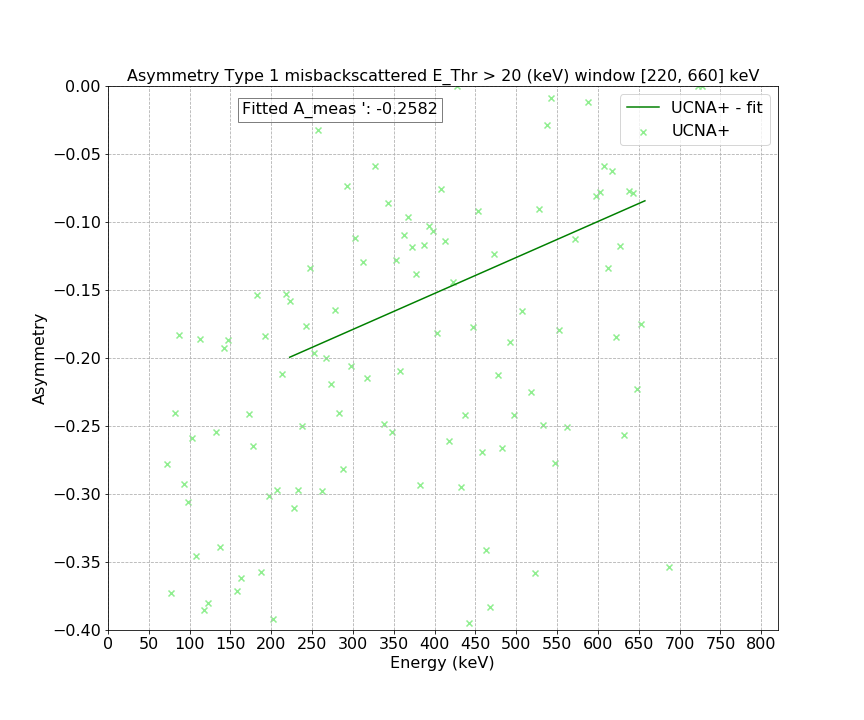 Asymmetry Type 1 misbackscattered E_Thr > 20 (keV) window [220, 660] keV
Fitted A_meas ': -0.2582
UCNA+ - fit
UCNA+
0.00
−0.05
−0.10
−0.15
−0.20
−0.25
−0.30
−0.35
−0.40
Asymmetry
0 50 100 150 200 250 300 350 400 450 500 550 600 650 700 750 800
Energy (keV)